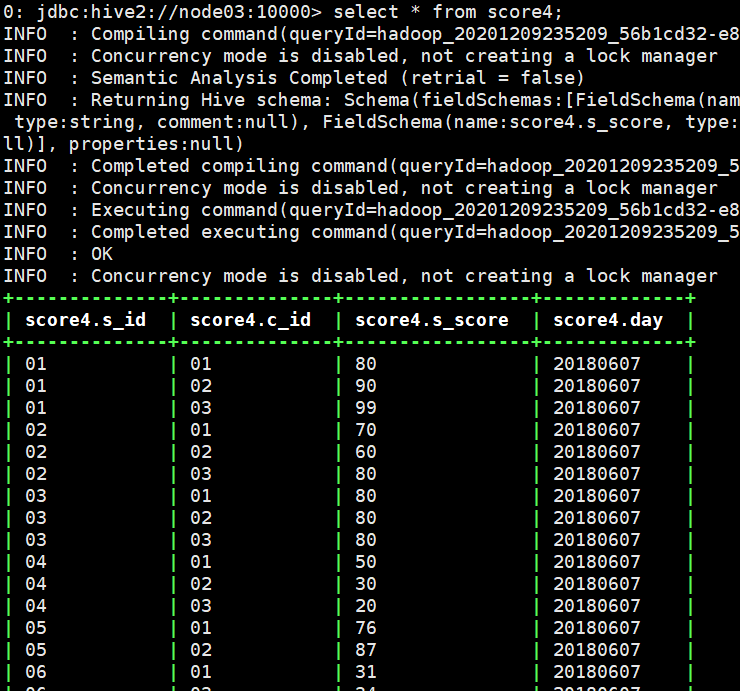 0: jdbc:hive2://node03:10000> select * from score4;
INFO  : Compiling command(queryId=hadoop_20201209235209_56b1cd32-e8
INFO  : Concurrency mode is disabled, not creating a lock manager
INFO  : Semantic Analysis Completed (retrial = false)
INFO  : Returning Hive schema: Schema(fieldSchemas:[FieldSchema(nam
 type:string, comment:null), FieldSchema(name:score4.s_score, type:
ll)], properties:null)
INFO  : Completed compiling command(queryId=hadoop_20201209235209_5
INFO  : Concurrency mode is disabled, not creating a lock manager
INFO  : Executing command(queryId=hadoop_20201209235209_56b1cd32-e8
INFO  : Completed executing command(queryId=hadoop_20201209235209_5
INFO  : OK
INFO  : Concurrency mode is disabled, not creating a lock manager
+--------------+--------------+-----------------+-------------+
| score4.s_id  | score4.c_id  | score4.s_score  | score4.day  |
+--------------+--------------+-----------------+-------------+
| 01           | 01           | 80              | 20180607    |
| 01           | 02           | 90              | 20180607    |
| 01           | 03           | 99              | 20180607    |
| 02           | 01           | 70              | 20180607    |
| 02           | 02           | 60              | 20180607    |
| 02           | 03           | 80              | 20180607    |
| 03           | 01           | 80              | 20180607    |
| 03           | 02           | 80              | 20180607    |
| 03           | 03           | 80              | 20180607    |
| 04           | 01           | 50              | 20180607    |
| 04           | 02           | 30              | 20180607    |
| 04           | 03           | 20              | 20180607    |
| 05           | 01           | 76              | 20180607    |
| 05           | 02           | 87              | 20180607    |
| 06           | 01           | 31              | 20180607    |